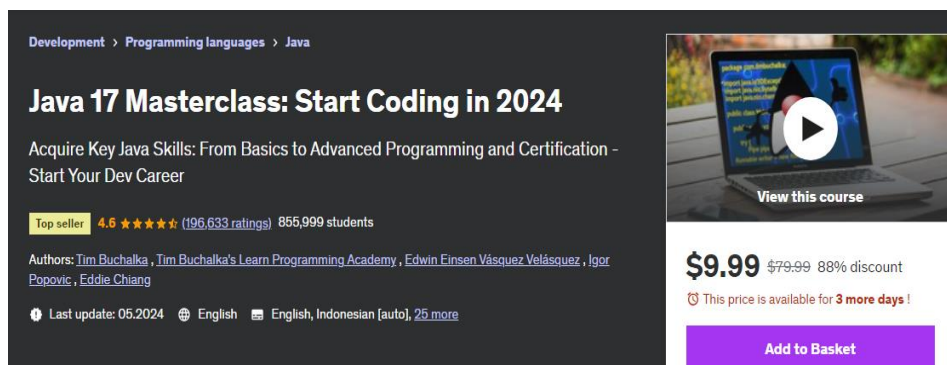 Development > Programming languages > Java
Java 17 Masterclass: Start Coding in 2024
Acquire Key Java Skills: From Basics to Advanced Programming and Certification -
Start Your Dev Career
Top seller 4.6 (196,633 ratings) 855,999 students
Authors: Tim Buchalka , Tim Buchalka's Learn Programming Academy , Edwin Einsen Vásquez Velásquez , Igor
Popovic , Eddie Chiang
Last update: 05.2024 English English, Indonesian [auto], 25 more
View this course
$9.99 $79.99 88% discount
This price is available for 3 more days !
Add to Basket